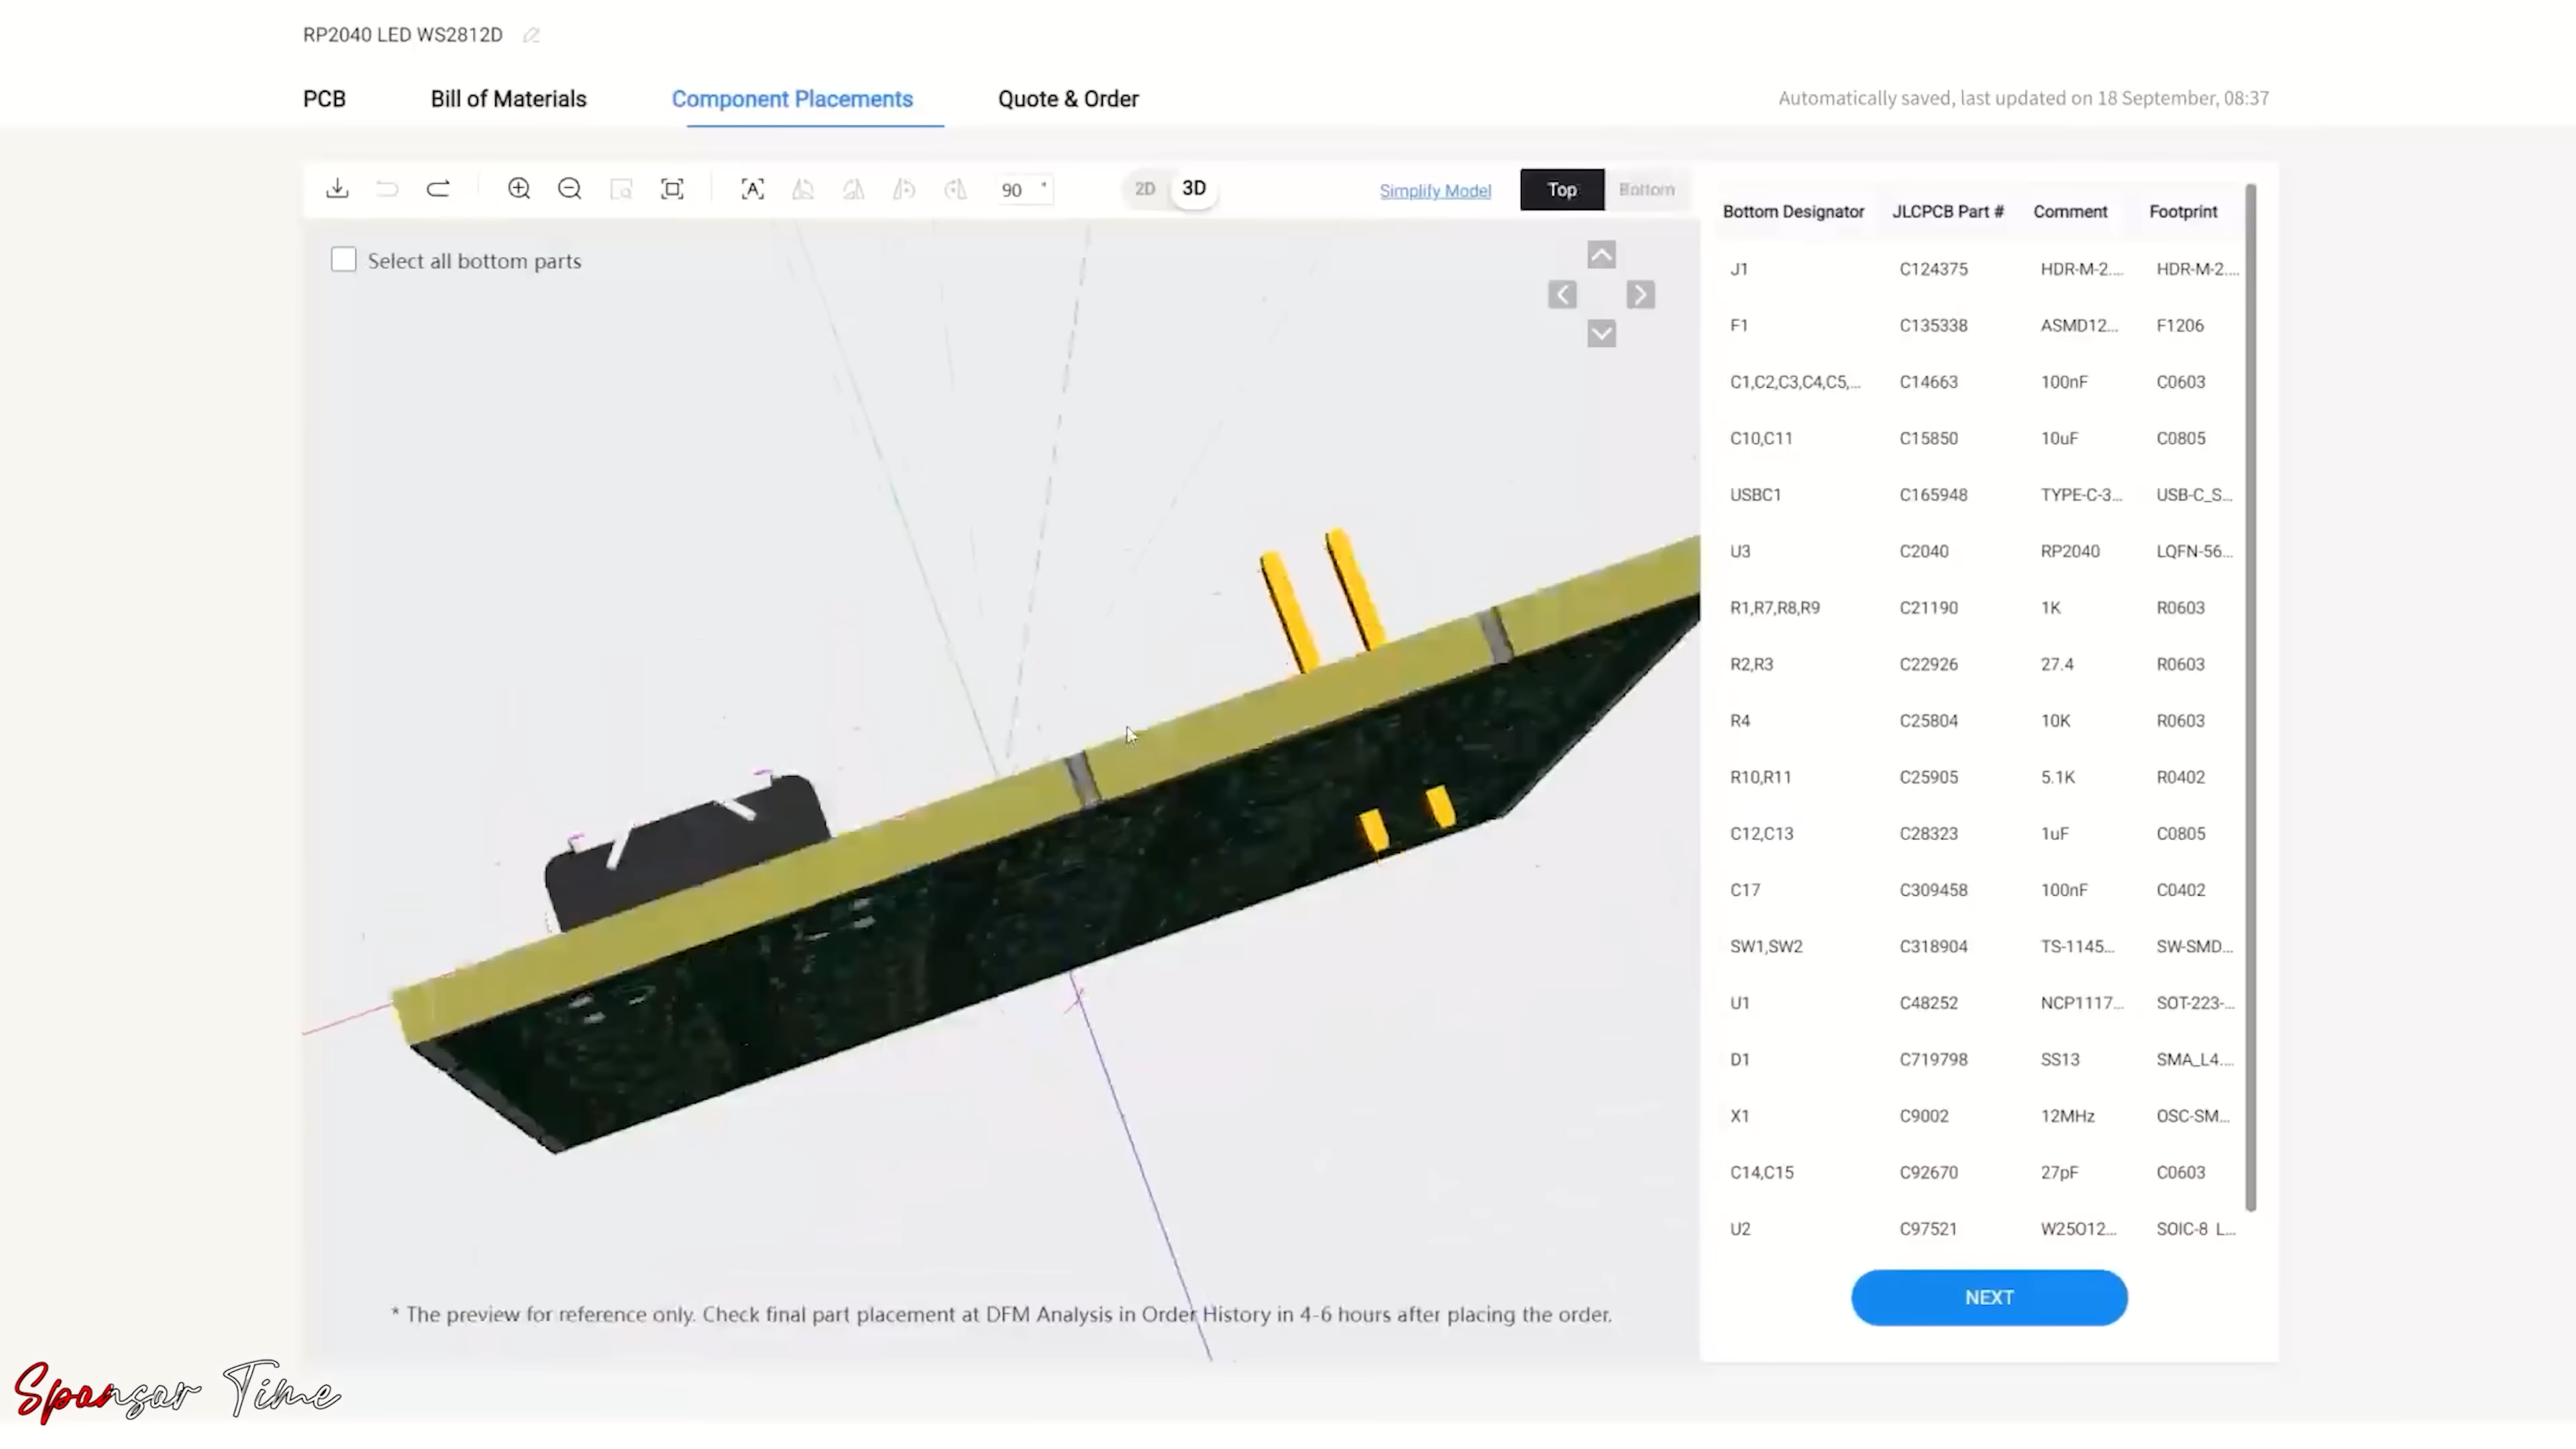 RP2040 LED WS2812D
PCB Bill of Materials Component Placements Quote & Order Automatically saved, last updated on 18 September, 08:37
90 ° 2D 3D Simplify Model Top Bottom
Select all bottom parts
Bottom Designator JLCPCB Part # Comment Footprint
J1 C124375 HDR-M-2.... HDR-M-2....
F1 C135338 ASMD12... F1206
C1,C2,C3,C4,C5,... C14663 100nF C0603
C10,C11 C15850 10uF C0805
USBC1 C165948 TYPE-C-3... USB-C_S...
U3 C2040 RP2040 LQFN-56...
R1,R7,R8,R9 C21190 1K R0603
R2,R3 C22926 27.4 R0603
R4 C25804 10K R0603
R10,R11 C25905 5.1K R0402
C12,C13 C28323 1uF C0805
C17 C309458 100nF C0402
SW1,SW2 C318904 TS-1145... SW-SMD...
U1 C48252 NCP1117... SOT-223-...
D1 C719798 SS13 SMA_L4....
X1 C9002 12MHz OSC-SM...
C14,C15 C92670 27pF C0603
U2 C97521 W25Q12... SOIC-8_L...
NEXT
* The preview for reference only. Check final part placement at DFM Analysis in Order History in 4-6 hours after placing the order.
Sponsor Time